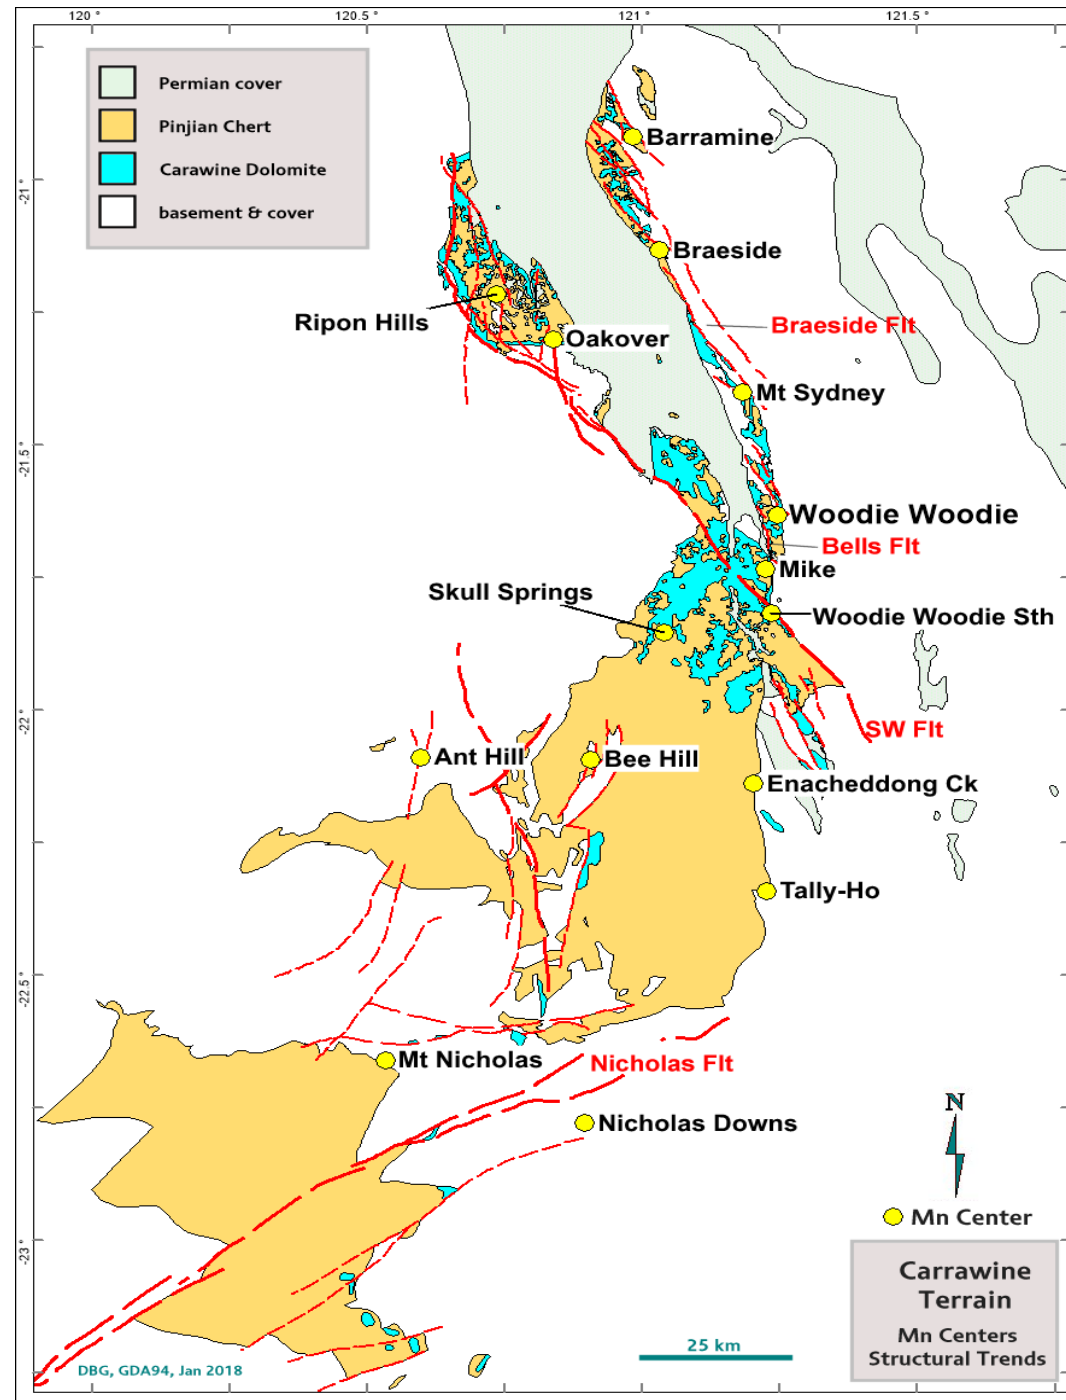 120 °
120.5 °
121 °
121.5 °
Permian cover
Pinjian Chert
Carawine Dolomite
basement & cover
-21 °
-21.5 °
-22 °
-22.5 °
-23 °
Barramine
Braeside
Ripon Hills
Braeside Flt
Oakover
Mt Sydney
Woodie Woodie
Bells Flt
Mike
Skull Springs
Woodie Woodie Sth
SW Flt
Ant Hill
Bee Hill
Enacheddong Ck
Tally-Ho
Mt Nicholas
Nicholas Flt
Nicholas Downs
N
Mn Center
Carrawine
Terrain
Mn Centers
Structural Trends
25 km
DBG, GDA94, Jan 2018